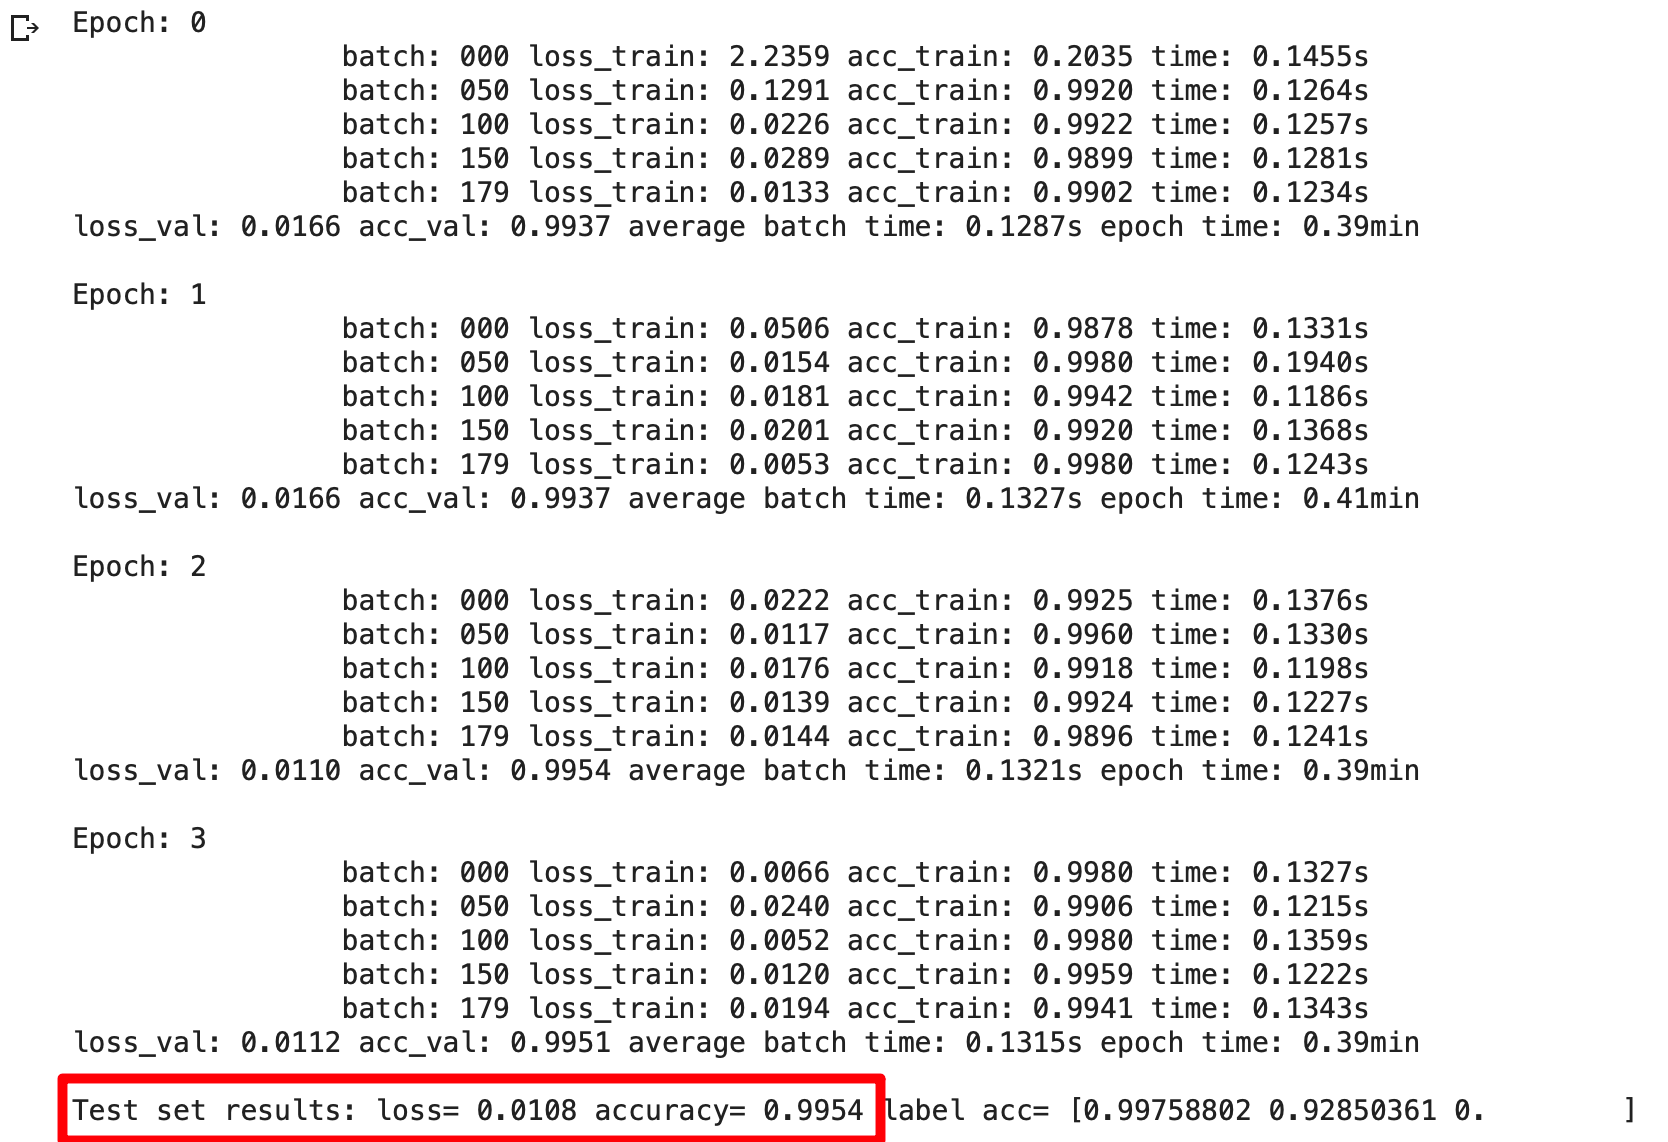 Epoch: 0
batch: 000 loss_train: 2.2359 acc_train: 0.2035 time: 0.1455s
batch: 050 loss_train: 0.1291 acc_train: 0.9920 time: 0.1264s
batch: 100 loss_train: 0.0226 acc_train: 0.9922 time: 0.1257s
batch: 150 loss_train: 0.0289 acc_train: 0.9899 time: 0.1281s
batch: 179 loss_train: 0.0133 acc_train: 0.9902 time: 0.1234s
loss_val: 0.0166 acc_val: 0.9937 average batch time: 0.1287s epoch time: 0.39min
Epoch: 1
batch: 000 loss_train: 0.0506 acc_train: 0.9878 time: 0.1331s
batch: 050 loss_train: 0.0154 acc_train: 0.9980 time: 0.1940s
batch: 100 loss_train: 0.0181 acc_train: 0.9942 time: 0.1186s
batch: 150 loss_train: 0.0201 acc_train: 0.9920 time: 0.1368s
batch: 179 loss_train: 0.0053 acc_train: 0.9980 time: 0.1243s
loss_val: 0.0166 acc_val: 0.9937 average batch time: 0.1327s epoch time: 0.41min
Epoch: 2
batch: 000 loss_train: 0.0222 acc_train: 0.9925 time: 0.1376s
batch: 050 loss_train: 0.0117 acc_train: 0.9960 time: 0.1330s
batch: 100 loss_train: 0.0176 acc_train: 0.9918 time: 0.1198s
batch: 150 loss_train: 0.0139 acc_train: 0.9924 time: 0.1227s
batch: 179 loss_train: 0.0144 acc_train: 0.9896 time: 0.1241s
loss_val: 0.0110 acc_val: 0.9954 average batch time: 0.1321s epoch time: 0.39min
Epoch: 3
batch: 000 loss_train: 0.0066 acc_train: 0.9980 time: 0.1327s
batch: 050 loss_train: 0.0240 acc_train: 0.9906 time: 0.1215s
batch: 100 loss_train: 0.0052 acc_train: 0.9980 time: 0.1359s
batch: 150 loss_train: 0.0120 acc_train: 0.9959 time: 0.1222s
batch: 179 loss_train: 0.0194 acc_train: 0.9941 time: 0.1343s
loss_val: 0.0112 acc_val: 0.9951 average batch time: 0.1315s epoch time: 0.39min
Test set results: loss= 0.0108 accuracy= 0.9954 label acc= [0.99758802 0.92850361 0. ]